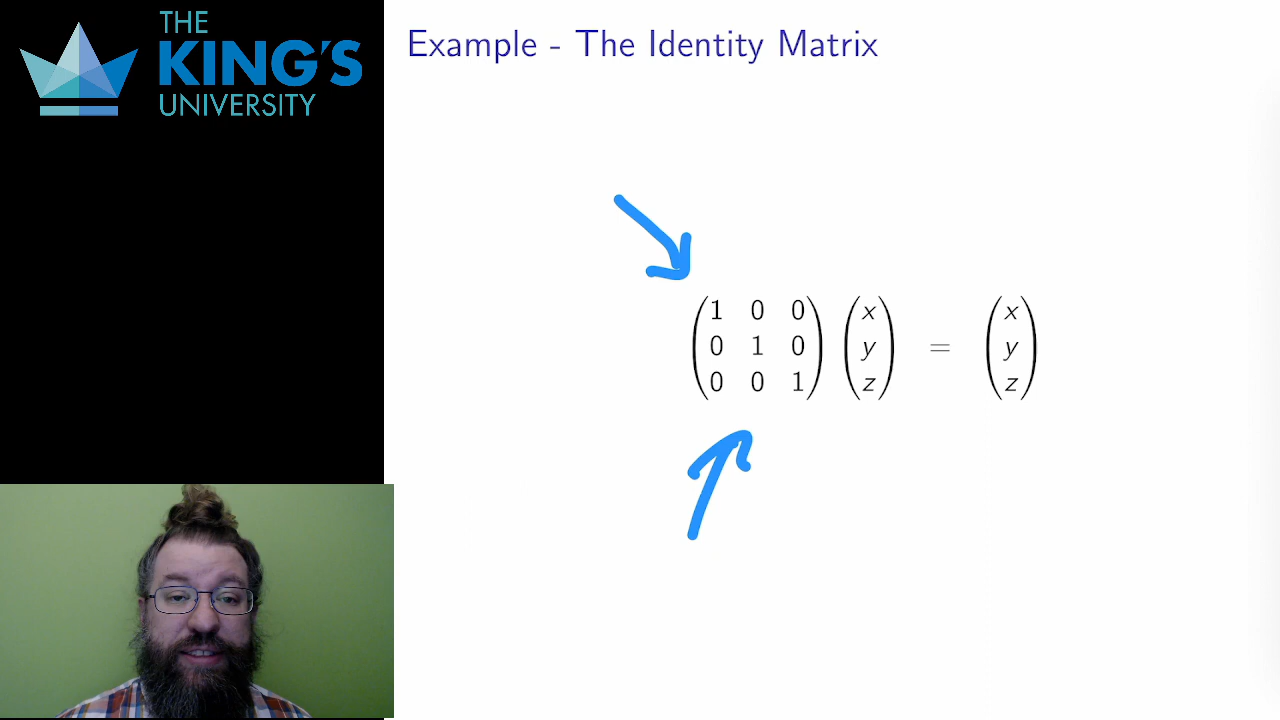 THE
KING'S
UNIVERSITY
Example - The Identity Matrix
1 0 0 x x
0 1 0 y = y
0 0 1 z z